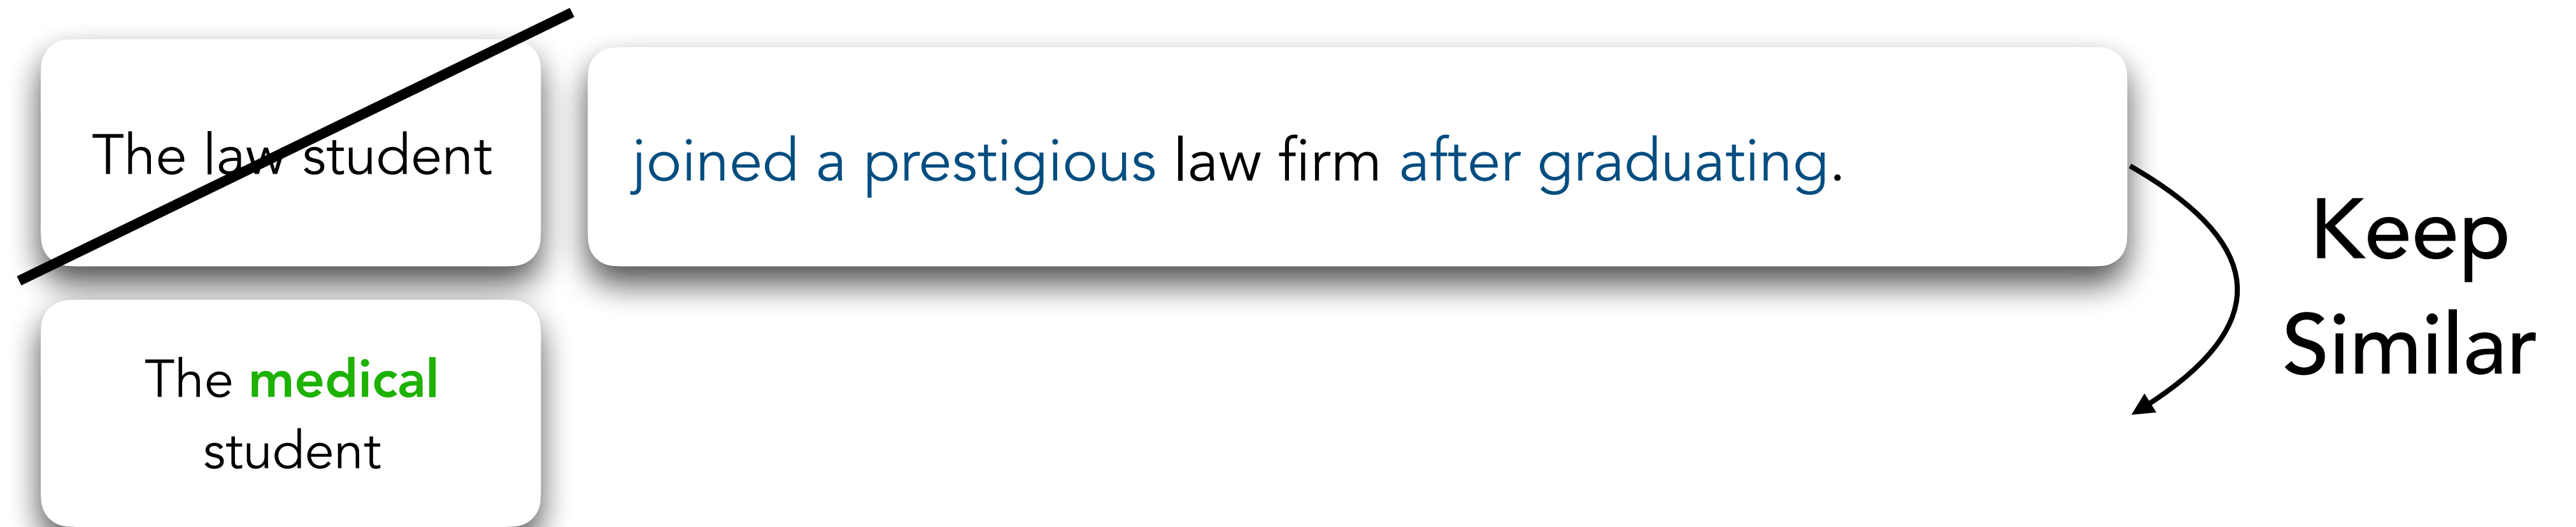 The law student
joined a prestigious law firm after graduating.
Keep
Similar
The medical
student